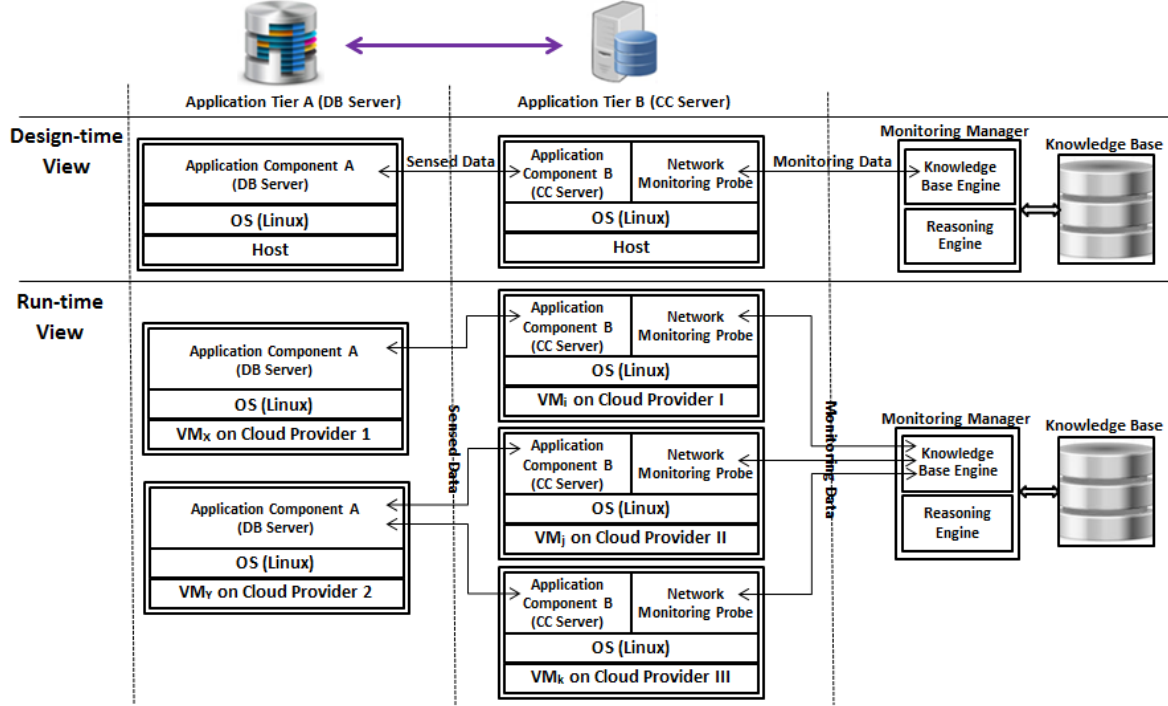 Application Tier A (DB Server)
Application Tier B (CC Server)
Design-time
View
Application Component A
(DB Server)
OS (Linux)
Host
Sensed Data
Application
Component B
(CC Server)
Network
Monitoring Probe
OS (Linux)
Host
Monitoring Data
Monitoring Manager
Knowledge
Base Engine
Reasoning
Engine
Knowledge Base
Run-time
View
Application Component A
(DB Server)
OS (Linux)
VMX on Cloud Provider 1
Application Component A
(DB Server)
OS (Linux)
VMY on Cloud Provider 2
Sensed Data
Application
Component B
(CC Server)
Network
Monitoring Probe
OS (Linux)
VMi on Cloud Provider I
Application
Component B
(CC Server)
Network
Monitoring Probe
OS (Linux)
VMj on Cloud Provider II
Application
Component B
(CC Server)
Network
Monitoring Probe
OS (Linux)
VMk on Cloud Provider III
Monitoring Data
Monitoring Manager
Knowledge
Base Engine
Reasoning
Engine
Knowledge Base